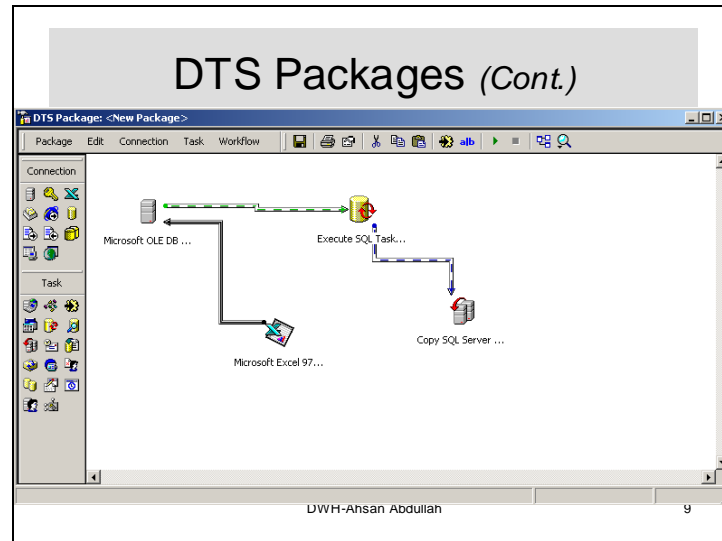 DTS Packages (Cont.)
DTS Package: <New Package>
Package Edit Connection Task Workflow
alb
Connection
Microsoft OLE DB ...
Execute SQL Task...
Task
Copy SQL Server ...
Microsoft Excel 97...
DWH-Ahsan Abdullah
9